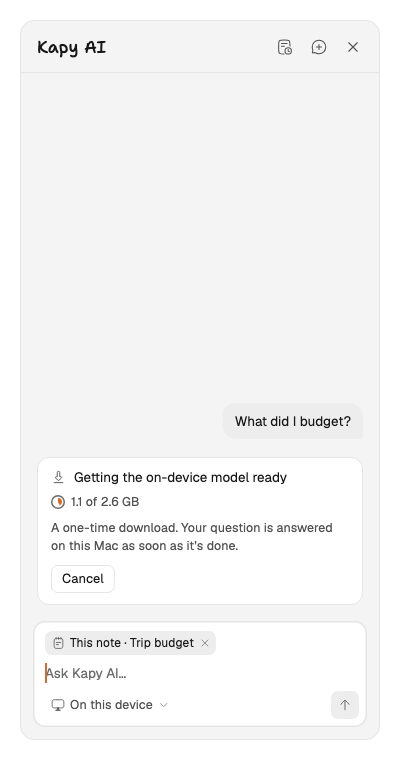 Kapy AI
What did I budget?
Getting the on-device model ready
1.1 of 2.6 GB
A one-time download. Your question is answered
on this Mac as soon as it's done.
Cancel
This note · Trip budget
Ask Kapy AI...
On this device